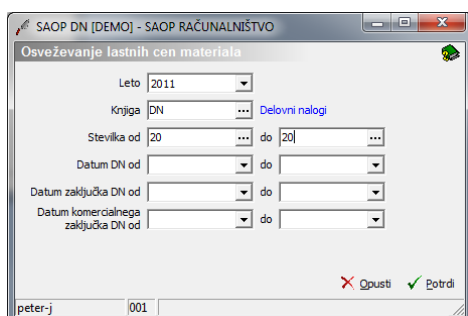 SAOP DN [DEMO] - SAOP RAČUNALNIŠTVO
Osveževanje lastnih cen materiala
Leto 2011
Knjiga DN ... Delovni nalogi
Stevilka od 20 ... do 20 ...
Datum DN od do
Datum zaključka DN od do
Datum komercialnega
zaključka DN od do
Opusti Potrdi
peter-j 001